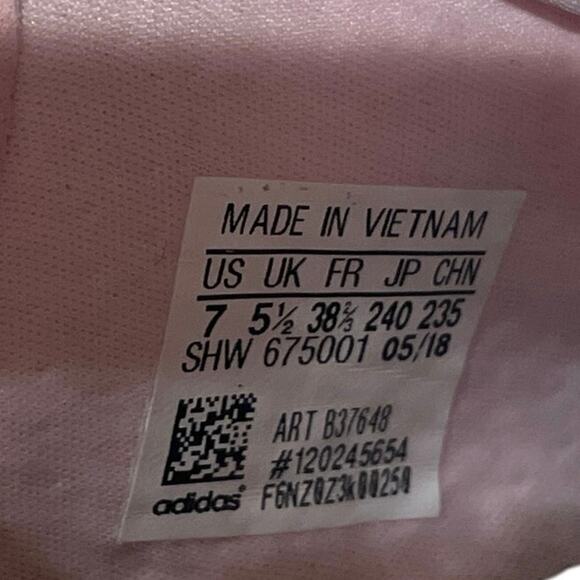 MADE IN VIETNAM
US UK FR JP CHN
7 5½ 38⅔ 240 235
SHW 675001 05/18
ART B37648
#120245654
adidas F6NZ0Z3k00250